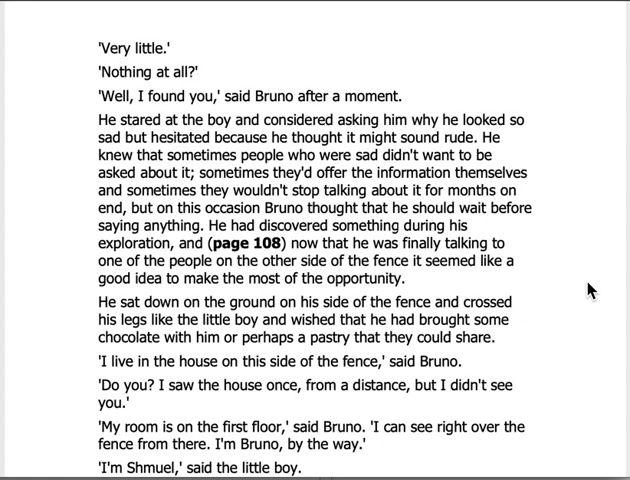 'Very little.'
'Nothing at all?'
'Well, I found you,' said Bruno after a moment.
He stared at the boy and considered asking him why he looked so
sad but hesitated because he thought it might sound rude. He
knew that sometimes people who were sad didn't want to be
asked about it; sometimes they'd offer the information themselves
and sometimes they wouldn't stop talking about it for months on
end, but on this occasion Bruno thought that he should wait before
saying anything. He had discovered something during his
exploration, and (page 108) now that he was finally talking to
one of the people on the other side of the fence it seemed like a
good idea to make the most of the opportunity.
He sat down on the ground on his side of the fence and crossed
his legs like the little boy and wished that he had brought some
chocolate with him or perhaps a pastry that they could share.
'I live in the house on this side of the fence,' said Bruno.
'Do you? I saw the house once, from a distance, but I didn't see
you.'
'My room is on the first floor,' said Bruno. 'I can see right over the
fence from there. I'm Bruno, by the way.'
'I'm Shmuel,' said the little boy.